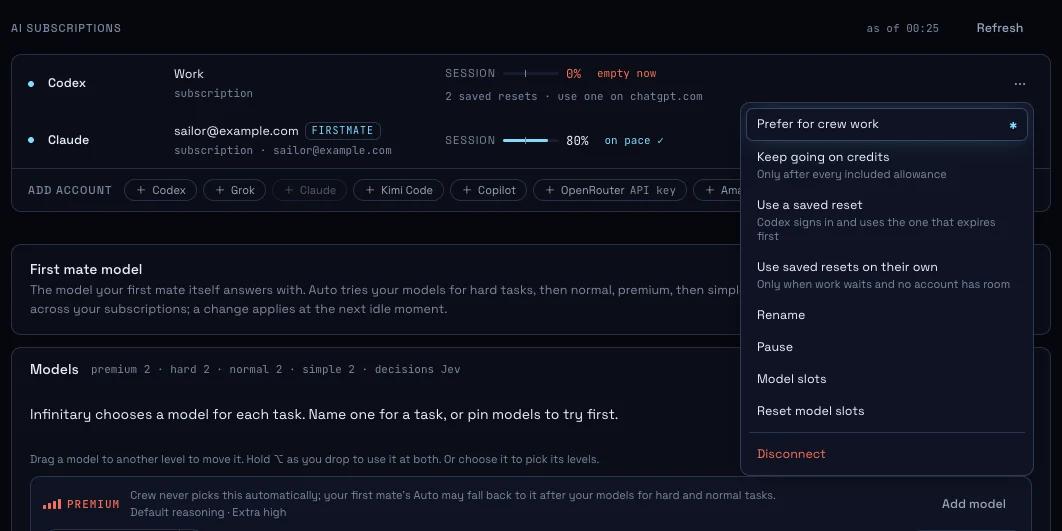 AI SUBSCRIPTIONS
as of 00:25
Refresh
Codex
Work
subscription
SESSION 0% empty now
2 saved resets · use one on chatgpt.com
Claude
sailor@example.com FIRSTMATE
subscription · sailor@example.com
SESSION 80% on pace ✓
ADD ACCOUNT + Codex + Grok + Claude + Kimi Code + Copilot + OpenRouter API key +
Prefer for crew work
Keep going on credits
Only after every included allowance
Use a saved reset
Codex signs in and uses the one that expires
first
Use saved resets on their own
Only when work waits and no account has room
Rename
Pause
Model slots
Reset model slots
Disconnect
First mate model
The model your first mate itself answers with. Auto tries your models for hard tasks, then normal, premium, then
across your subscriptions; a change applies at the next idle moment.
Models premium 2 · hard 2 · normal 2 · simple 2 · decisions Jev
Infinitary chooses a model for each task. Name one for a task, or pin models to try first.
Drag a model to another level to move it. Hold ⌥ as you drop to use it at both. Or choose it to pick its levels.
PREMIUM
Crew never picks this automatically; your first mate's Auto may fall back to it after your models for hard and normal tasks.
Default reasoning · Extra high
Add model